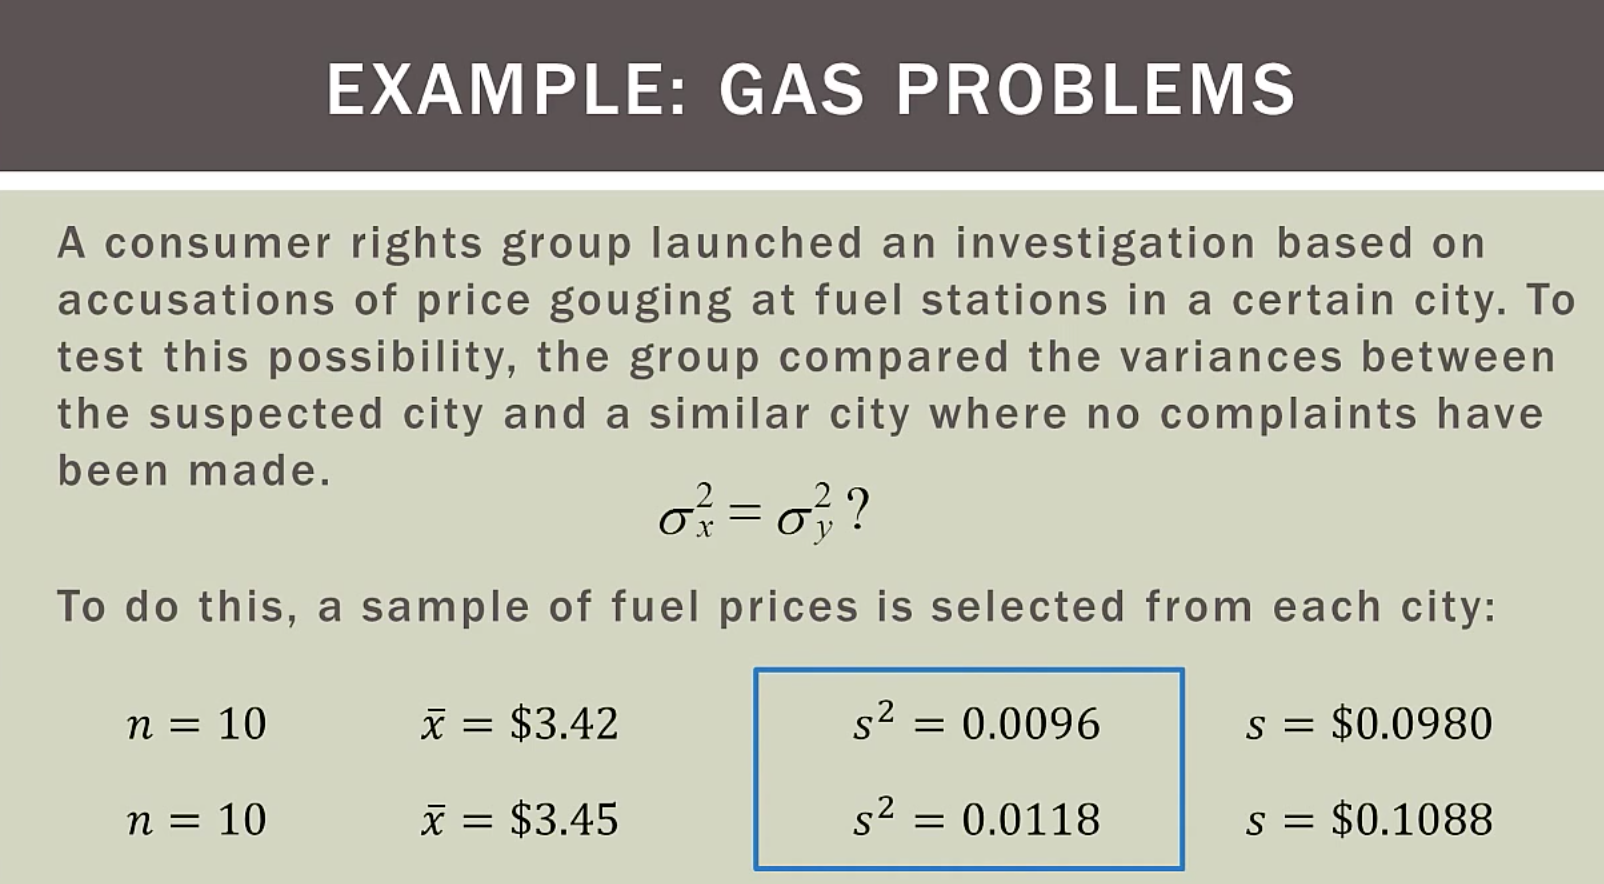 EXAMPLE: GAS PROBLEMS
A consumer rights group launched an investigation based on
accusations of price gouging at fuel stations in a certain city. To
test this possibility, the group compared the variances between
the suspected city and a similar city where no complaints have
been made.
σ²ₓ = σ²ᵧ ?
To do this, a sample of fuel prices is selected from each city:
n = 10 x̄ = $3.42 s² = 0.0096 s = $0.0980
n = 10 x̄ = $3.45 s² = 0.0118 s = $0.1088